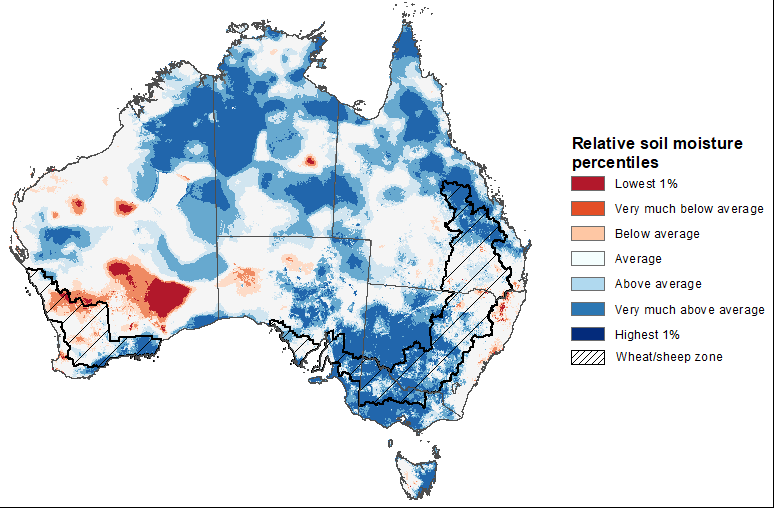 Relative soil moisture
percentiles
Lowest 1%
Very much below average
Below average
Average
Above average
Very much above average
Highest 1%
Wheat/sheep zone